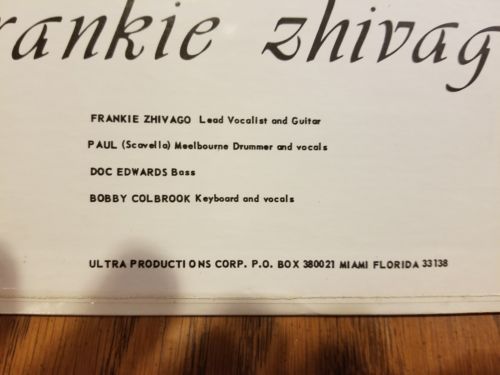 rankie zhivag
FRANKIE ZHIVAGO Lead Vocalist and Guitar
PAUL (Scavella) Meelbourne Drummer and vocals
DOC EDWARDS Bass
BOBBY COLBROOK Keyboard and vocals
ULTRA PRODUCTIONS CORP. P.O. BOX 380021 MIAMI FLORIDA 33138